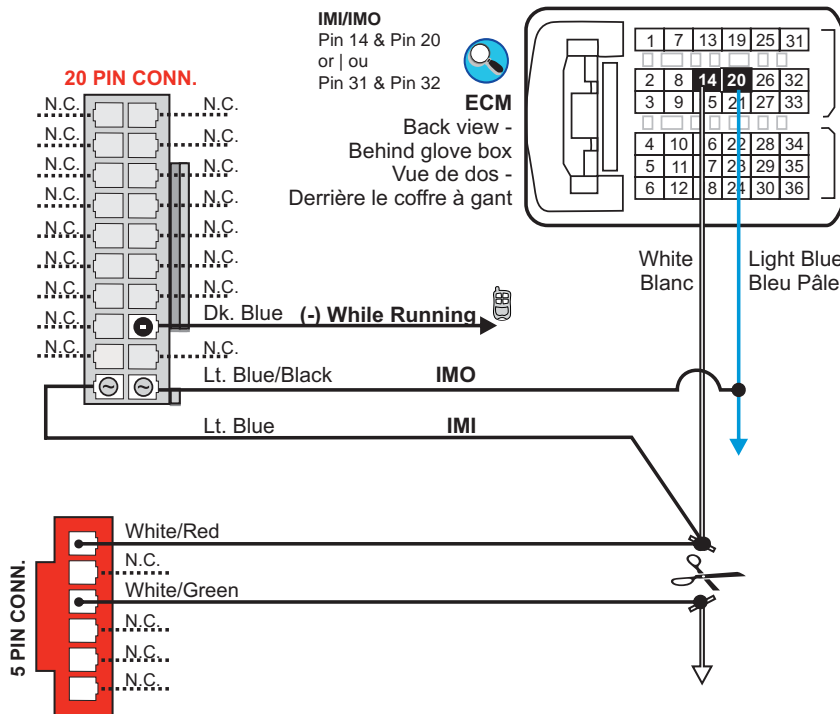 IMI/IMO
Pin 14 & Pin 20
or | ou
Pin 31 & Pin 32
ECM
Back view -
Behind glove box
Vue de dos -
Derrière le coffre à gant
1 7 13 19 25 31
2 8 14 20 26 32
3 9 5 21 27 33
4 10 6 22 28 34
5 11 7 23 29 35
6 12 8 24 30 36
White
Blanc
Light Blue
Bleu Pâle
20 PIN CONN.
N.C. N.C.
N.C. N.C.
N.C. N.C.
N.C. N.C.
N.C. N.C.
N.C. N.C.
N.C. N.C.
N.C. Dk. Blue (-) While Running
N.C. N.C.
Lt. Blue/Black IMO
Lt. Blue IMI
5 PIN CONN.
White/Red
N.C.
White/Green
N.C.
N.C.
N.C.